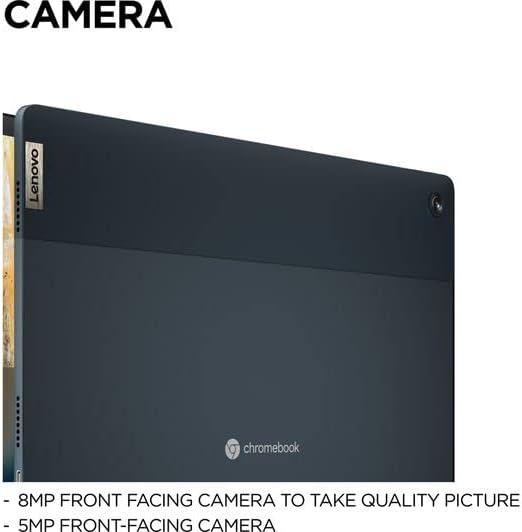 CAMERA
Lenovo
chromebook
- 8MP FRONT FACING CAMERA TO TAKE QUALITY PICTURE
- 5MP FRONT-FACING CAMERA